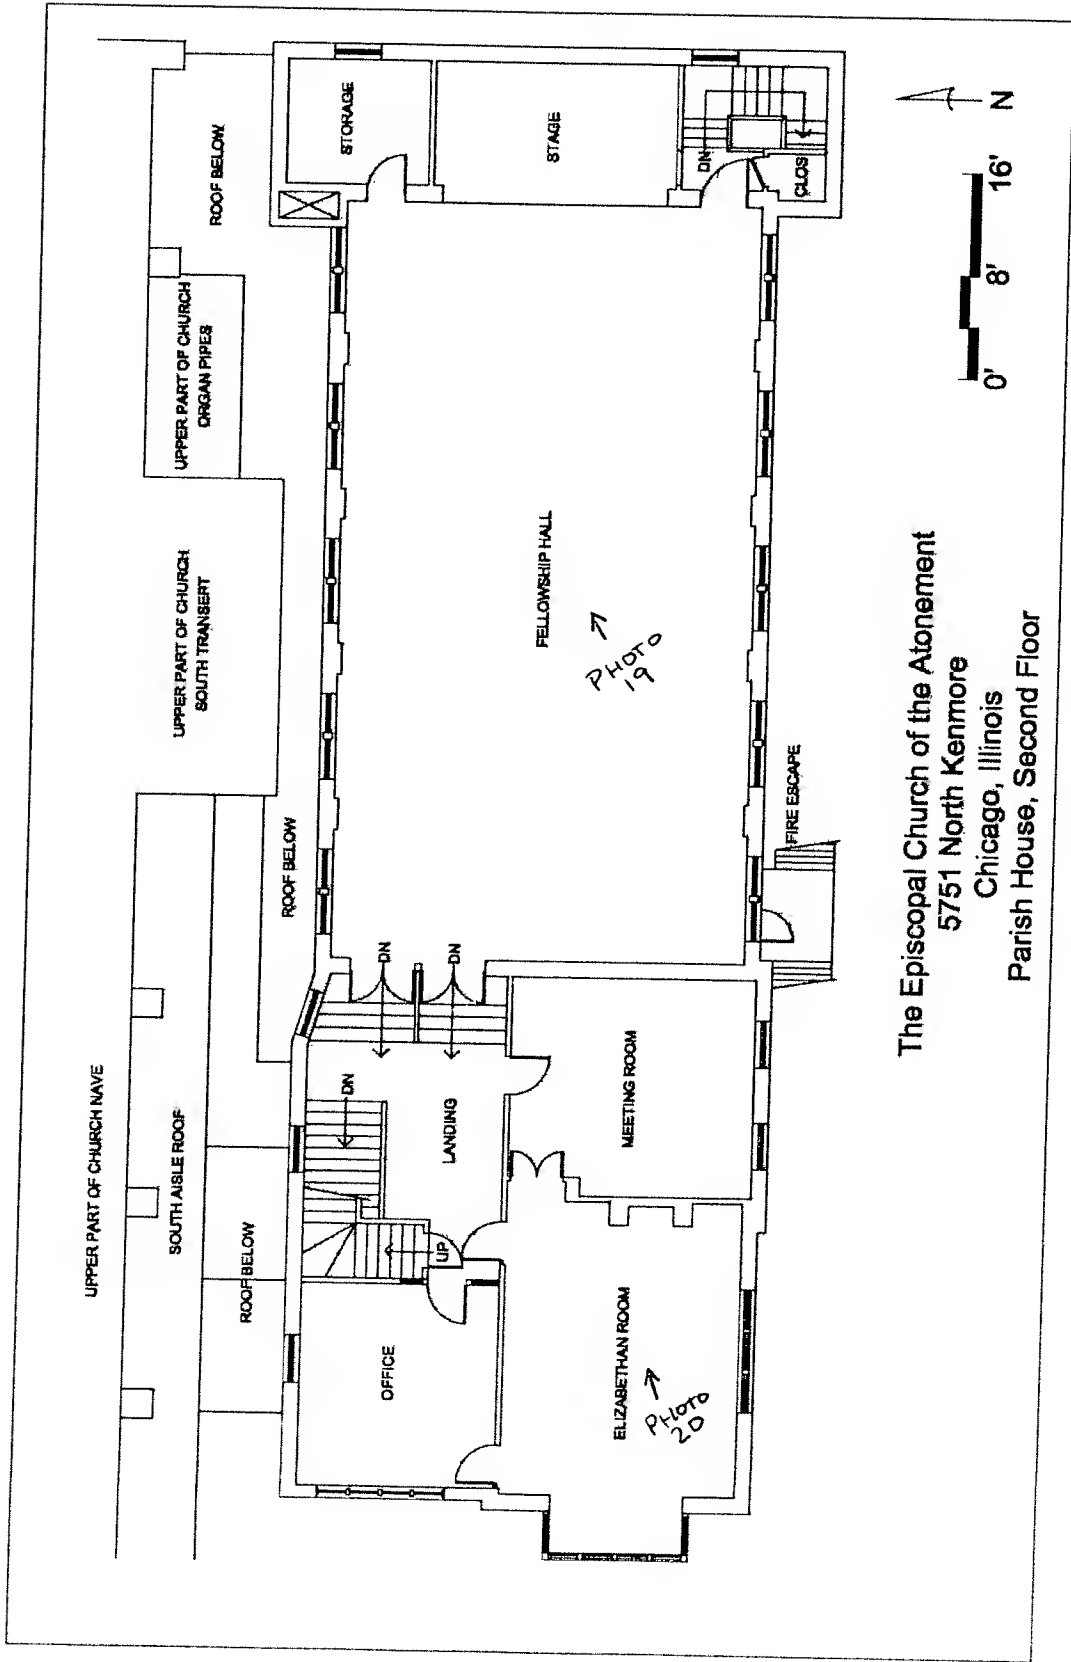 UPPER PART OF CHURCH NAVE
SOUTH AISLE ROOF
ROOF BELOW
ROOF BELOW
UPPER PART OF CHURCH
SOUTH TRANSERT
UPPER PART OF CHURCH
ORGAN PIPES
ROOF BELOW
OFFICE
UP
DN
LANDING
DN
DN
STORAGE
STAGE
DN
CLOS
ELIZABETHAN ROOM
PHOTO
20
MEETING ROOM
FELLOWSHIP HALL
PHOTO
19
FIRE ESCAPE
The Episcopal Church of the Atonement
5751 North Kenmore
Chicago, Illinois
Parish House, Second Floor
0' 8' 16'
N